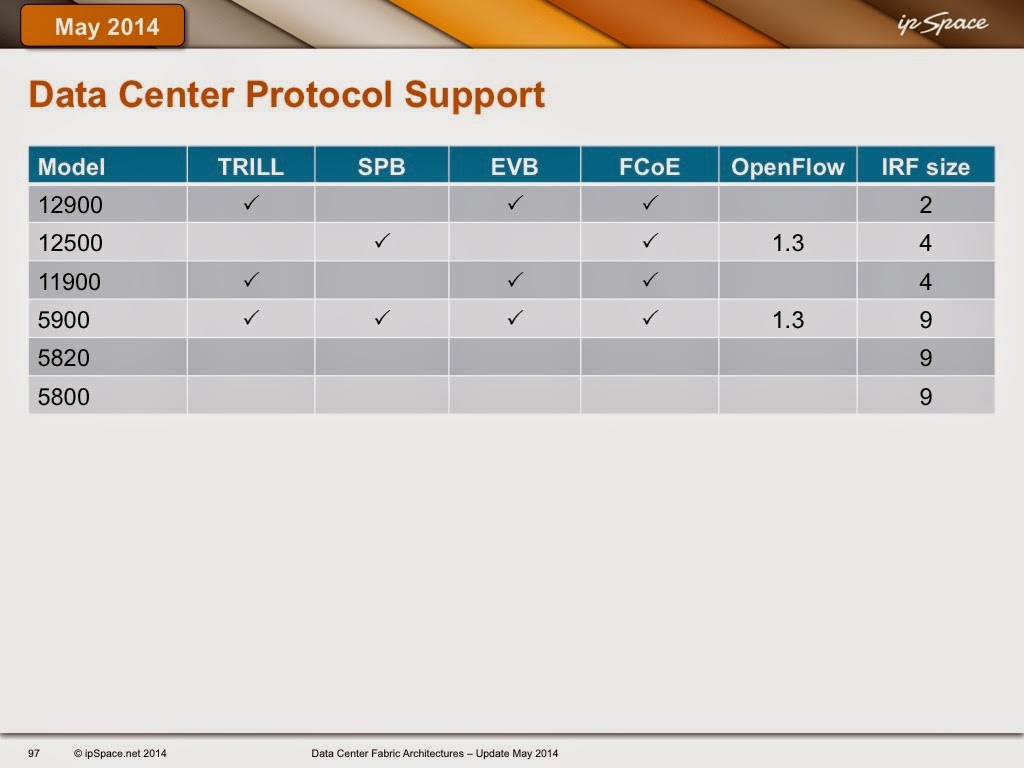 May 2014
ipSpace
Data Center Protocol Support
Model TRILL SPB EVB FCoE OpenFlow IRF size
12900 ✓ ✓ ✓ 2
12500 ✓ ✓ 1.3 4
11900 ✓ ✓ ✓ 4
5900 ✓ ✓ ✓ ✓ 1.3 9
5820 9
5800 9
97 © ipSpace.net 2014 Data Center Fabric Architectures – Update May 2014